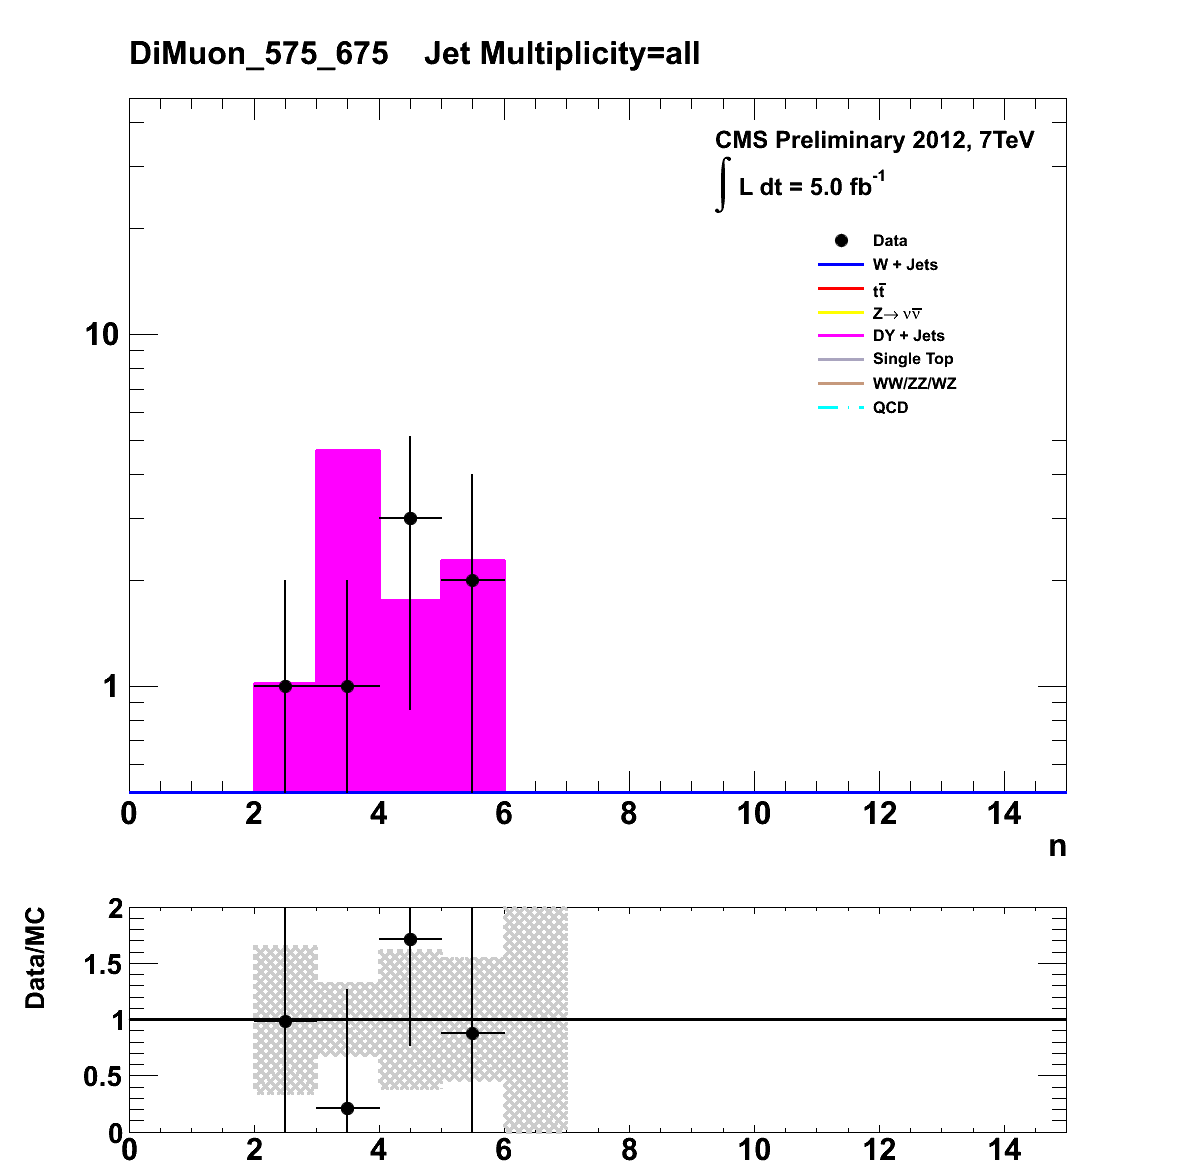 DiMuon_575_675 Jet Multiplicity=all
CMS Preliminary 2012, 7TeV
∫ L dt = 5.0 fb⁻¹
Data
W + Jets
tt̅
Z→ νν̅
DY + Jets
Single Top
WW/ZZ/WZ
QCD
10
1
0 2 4 6 8 10 12 14
n
Data/MC
2
1.5
1
0.5
0
0 2 4 6 8 10 12 14